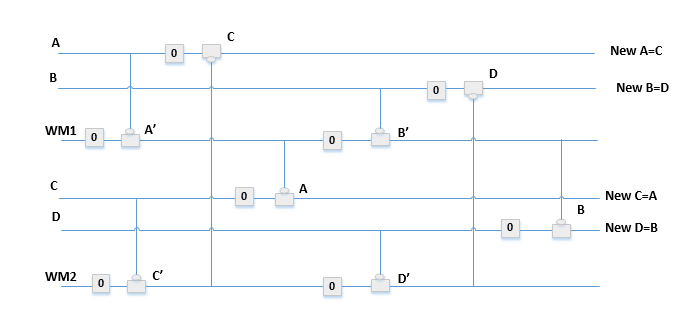 A 0 C New A=C
B 0 D New B=D
WM1 0 A′ 0 B′
C 0 A New C=A
D 0 B New D=B
WM2 0 C′ 0 D′